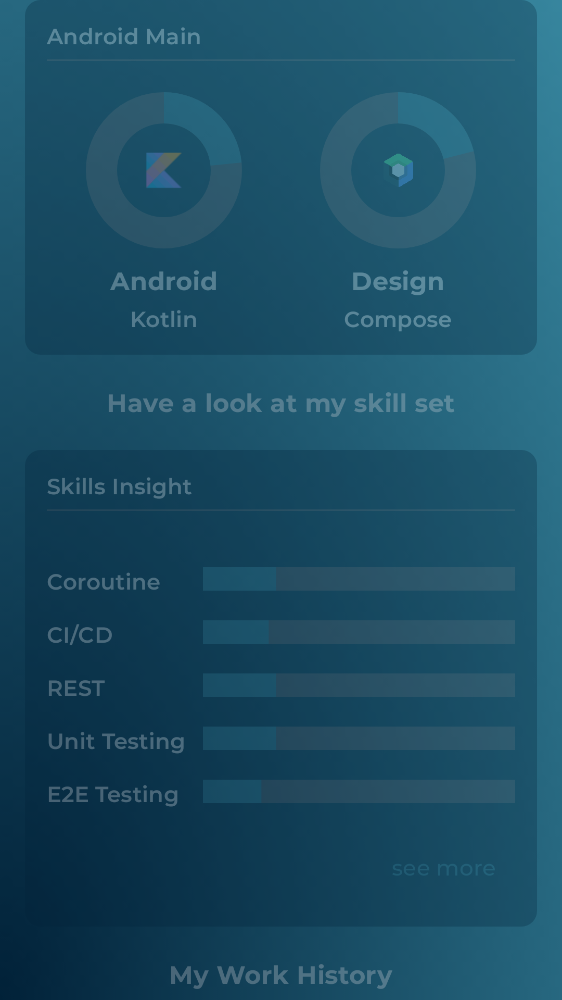 Android Main
Android
Design
Kotlin
Compose
Have a look at my skill set
Skills Insight
Coroutine
CI/CD
REST
Unit Testing
E2E Testing
see more
My Work History